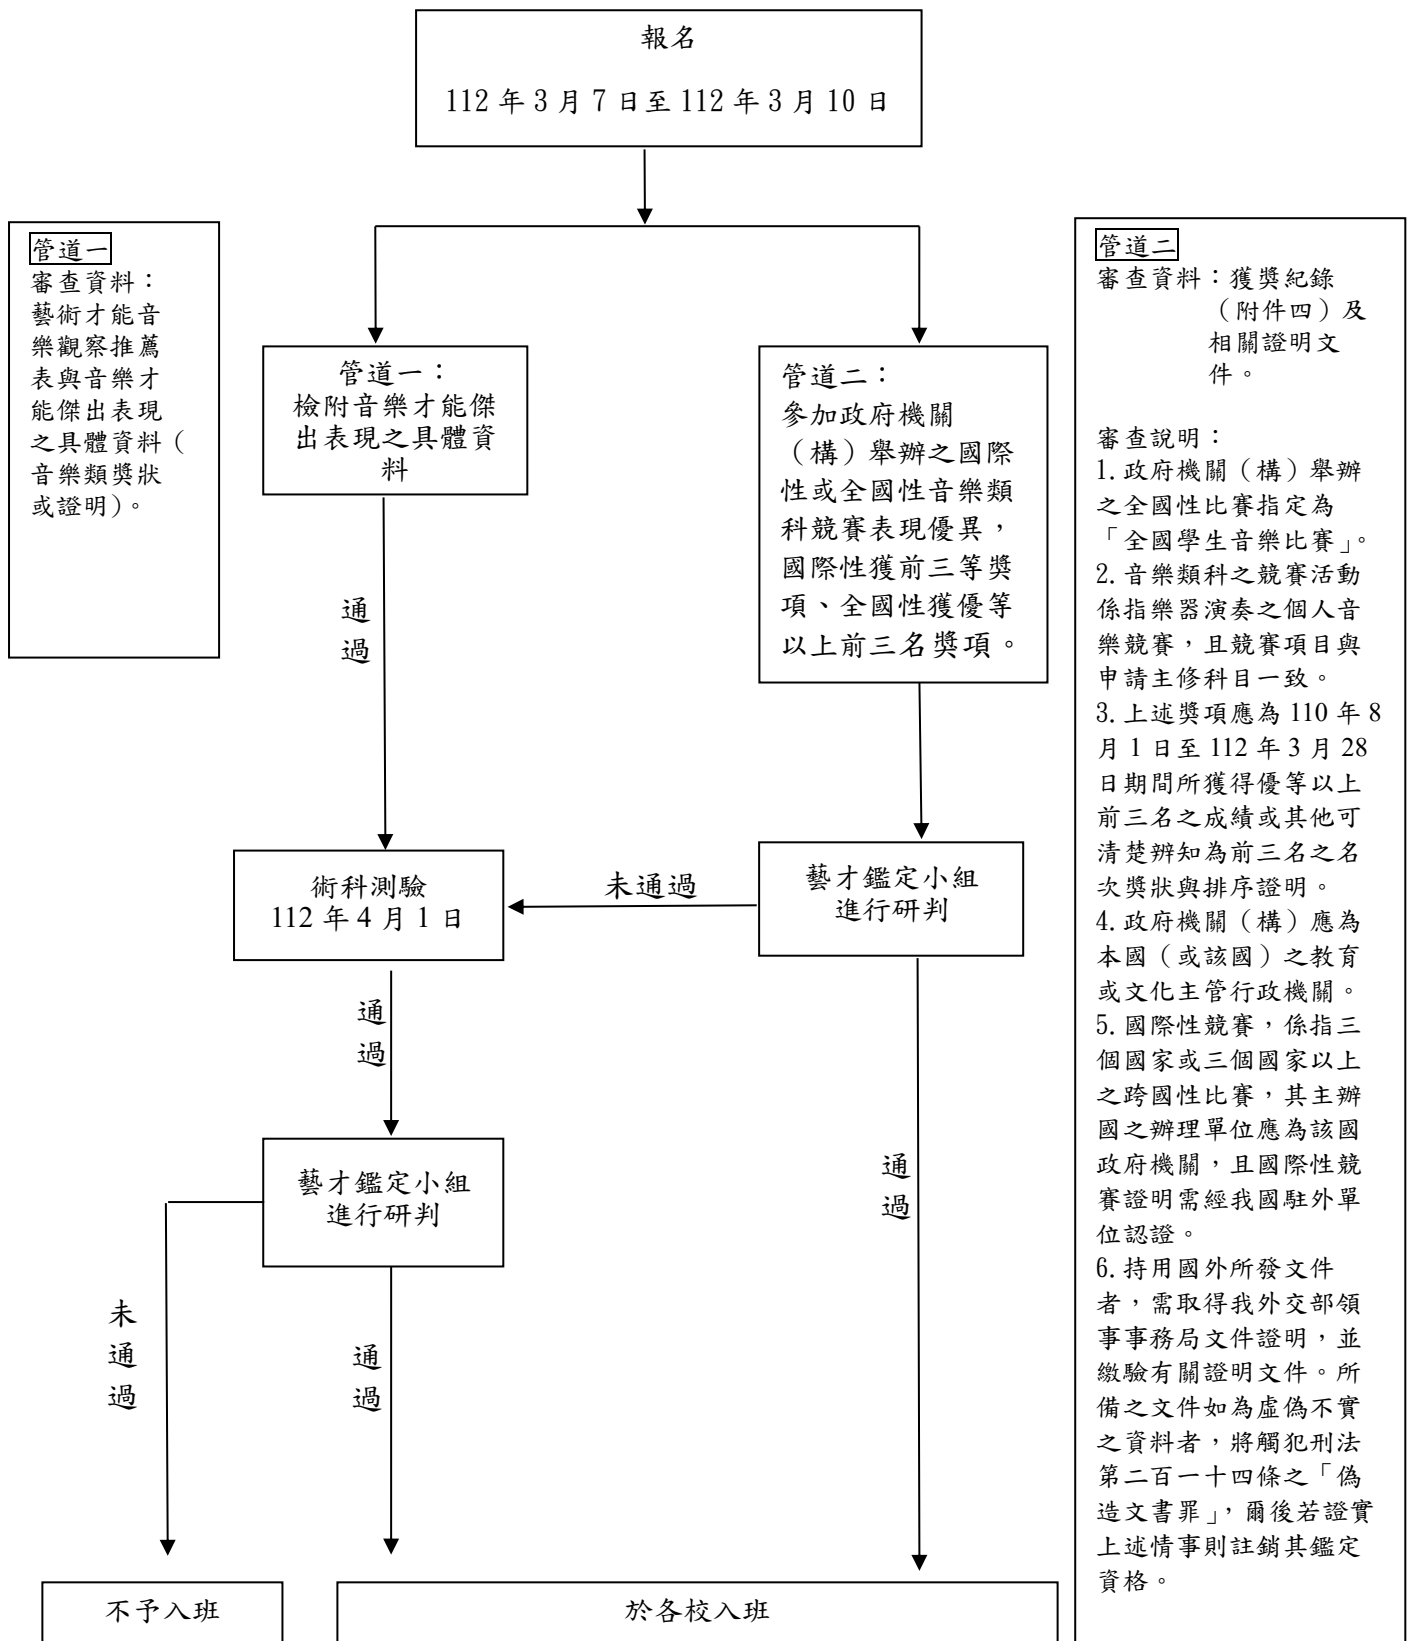 報名
112 年 3 月 7 日至 112 年 3 月 10 日
管道一
審查資料：
藝術才能音
樂觀察推薦
表與音樂才
能傑出表現
之具體資料（
音樂類獎狀
或證明）。
管道一：
檢附音樂才能傑
出表現之具體資
料
管道二：
參加政府機關
（構）舉辦之國際
性或全國性音樂類
科競賽表現優異，
國際性獲前三等獎
項、全國性獲優等
以上前三名獎項。
管道二
審查資料：獲獎紀錄
（附件四）及
相關證明文
件。
審查說明：
1.政府機關（構）舉辦
之全國性比賽指定為
「全國學生音樂比賽」。
2.音樂類科之競賽活動
係指樂器演奏之個人音
樂競賽，且競賽項目與
申請主修科目一致。
3.上述獎項應為 110 年 8
月 1 日至 112 年 3 月 28
日期間所獲得優等以上
前三名之成績或其他可
清楚辨知為前三名之名
次獎狀與排序證明。
4.政府機關（構）應為
本國（或該國）之教育
或文化主管行政機關。
5.國際性競賽，係指三
個國家或三個國家以上
之跨國性比賽，其主辦
國之辦理單位應為該國
政府機關，且國際性競
賽證明需經我國駐外單
位認證。
6.持用國外所發文件
者，需取得我外交部領
事事務局文件證明，並
繳驗有關證明文件。所
備之文件如為虛偽不實
之資料者，將觸犯刑法
第二百一十四條之「偽
造文書罪」，爾後若證實
上述情事則註銷其鑑定
資格。
通
過
術科測驗
112 年 4 月 1 日
未通過
藝才鑑定小組
進行研判
通
過
藝才鑑定小組
進行研判
通
過
未
通
過
通
過
不予入班
於各校入班